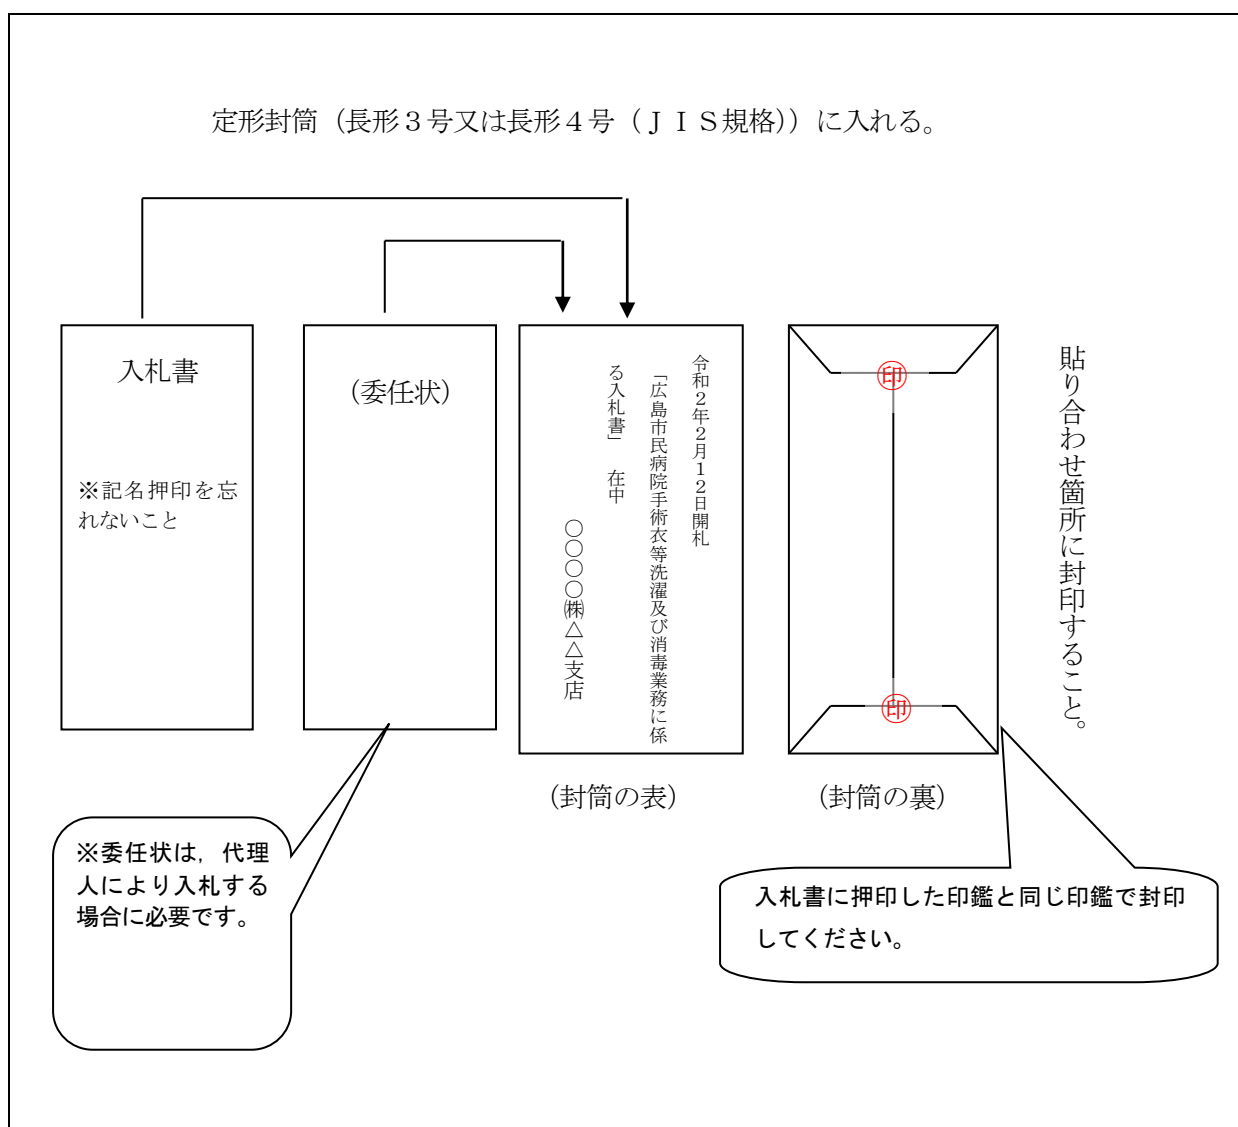 定形封筒（長形３号又は長形４号（ＪＩＳ規格））に入れる。
入札書
※記名押印を忘
れないこと
（委任状）
令和２年２月１２日開札
「広島市民病院手術衣等洗濯及び消毒業務に係
る入札書」　在中
〇〇〇〇㈱△△支店
印
印
貼り合わせ箇所に封印すること。
（封筒の表）
（封筒の裏）
※委任状は，代理
人により入札する
場合に必要です。
入札書に押印した印鑑と同じ印鑑で封印
してください。